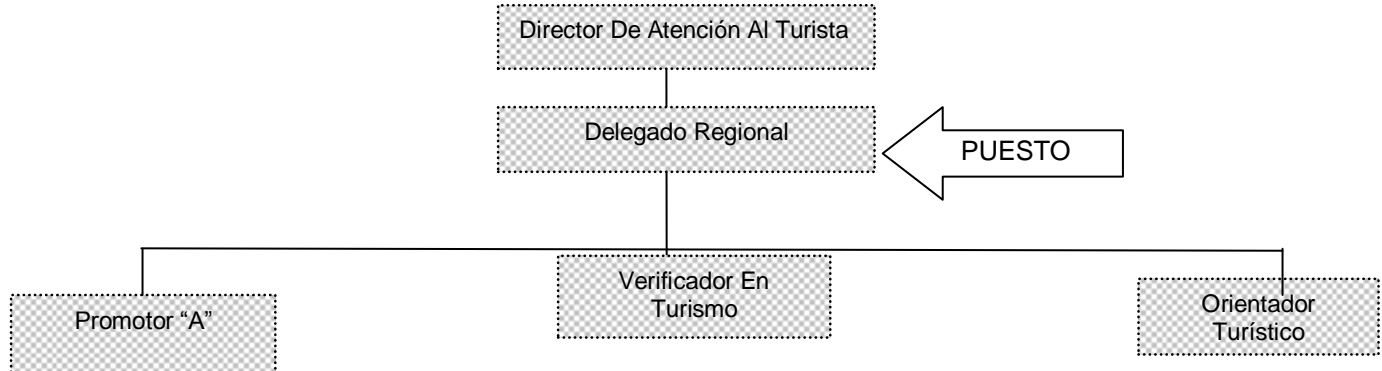 Director De Atención Al Turista
Delegado Regional
PUESTO
Promotor “A”
Verificador En
Turismo
Orientador
Turístico